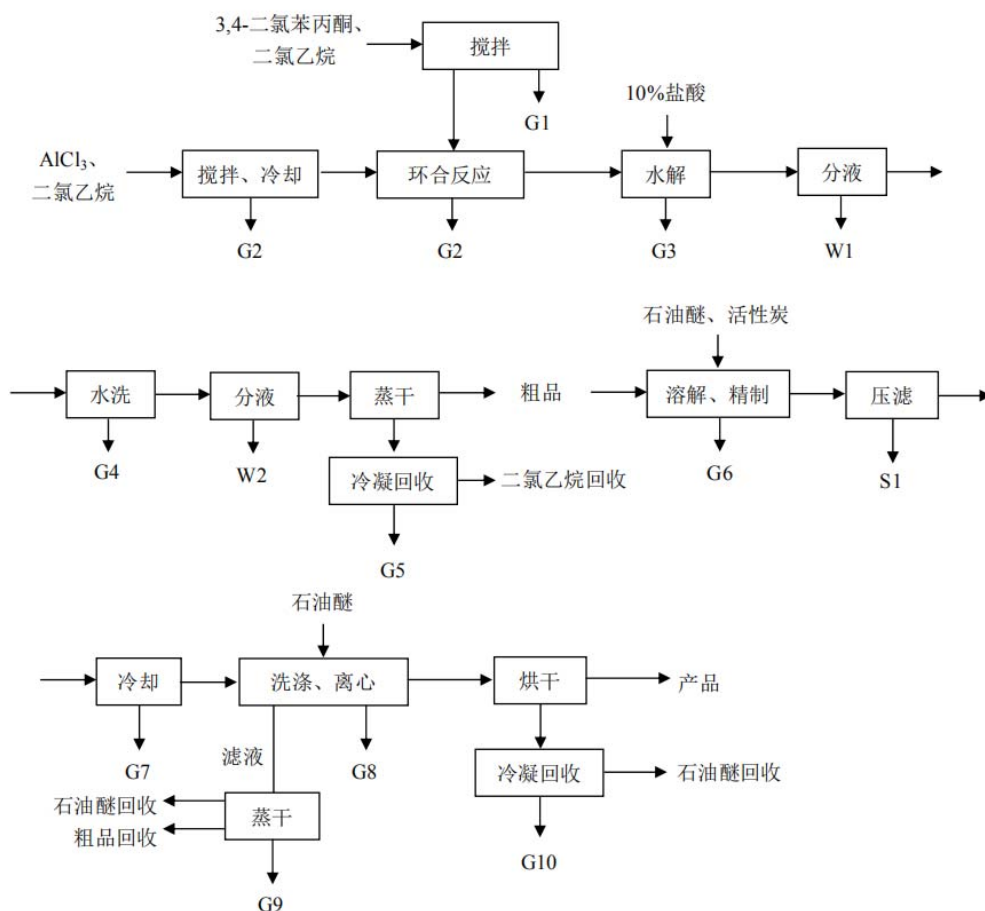 3,4-二氯苯丙酮、
二氯乙烷
搅拌
G1
10%盐酸
AlCl₃、
二氯乙烷
搅拌、冷却
环合反应
水解
分液
G2
G2
G3
W1
石油醚、活性炭
水洗
分液
蒸干
粗品
溶解、精制
压滤
G4
W2
冷凝回收
二氯乙烷回收
G6
S1
G5
石油醚
冷却
洗涤、离心
烘干
产品
G7
滤液
G8
冷凝回收
石油醚回收
石油醚回收
粗品回收
蒸干
G10
G9